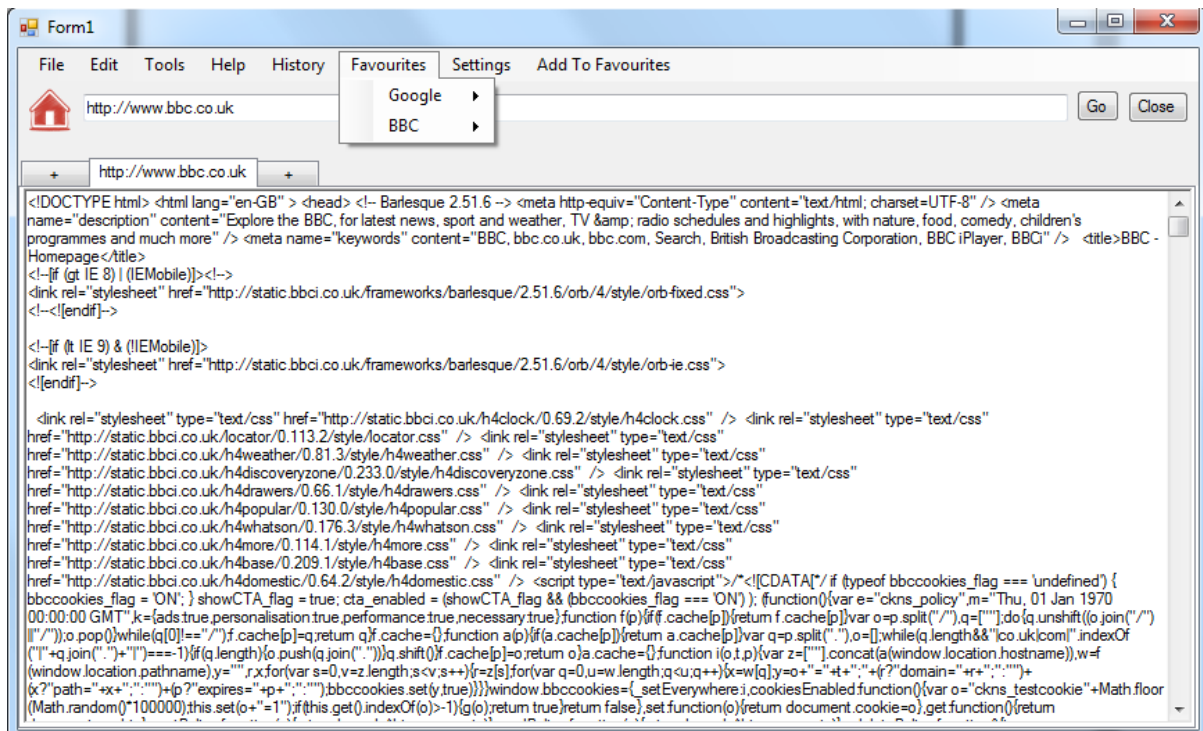 Form1
File Edit Tools Help History Favourites Settings Add To Favourites
Google
BBC
http://www.bbc.co.uk
Go Close
+ http://www.bbc.co.uk +
<!DOCTYPE html> <html lang="en-GB" > <head> <!-- Barlesque 2.51.6 --> <meta http-equiv="Content-Type" content="text/html; charset=UTF-8" /> <meta
name="description" content="Explore the BBC, for latest news, sport and weather, TV &amp; radio schedules and highlights, with nature, food, comedy, children's
programmes and much more" /> <meta name="keywords" content="BBC, bbc.co.uk, bbc.com, Search, British Broadcasting Corporation, BBC iPlayer, BBCi" /> <title>BBC -
Homepage</title>
<!--[if (gt IE 8) | (IEMobile)]><!-->
<link rel="stylesheet" href="http://static.bbci.co.uk/frameworks/barlesque/2.51.6/orb/4/style/orb-fixed.css">
<!--<![endif]-->
<!--[if (lt IE 9) & (!IEMobile)]>
<link rel="stylesheet" href="http://static.bbci.co.uk/frameworks/barlesque/2.51.6/orb/4/style/orb-ie.css">
<![endif]-->
<link rel="stylesheet" type="text/css" href="http://static.bbci.co.uk/h4clock/0.69.2/style/h4clock.css" /> <link rel="stylesheet" type="text/css"
href="http://static.bbci.co.uk/locator/0.113.2/style/locator.css" /> <link rel="stylesheet" type="text/css"
href="http://static.bbci.co.uk/h4weather/0.81.3/style/h4weather.css" /> <link rel="stylesheet" type="text/css"
href="http://static.bbci.co.uk/h4discoveryzone/0.233.0/style/h4discoveryzone.css" /> <link rel="stylesheet" type="text/css"
href="http://static.bbci.co.uk/h4drawers/0.66.1/style/h4drawers.css" /> <link rel="stylesheet" type="text/css"
href="http://static.bbci.co.uk/h4popular/0.130.0/style/h4popular.css" /> <link rel="stylesheet" type="text/css"
href="http://static.bbci.co.uk/h4whatson/0.176.3/style/h4whatson.css" /> <link rel="stylesheet" type="text/css"
href="http://static.bbci.co.uk/h4more/0.114.1/style/h4more.css" /> <link rel="stylesheet" type="text/css"
href="http://static.bbci.co.uk/h4base/0.209.1/style/h4base.css" /> <link rel="stylesheet" type="text/css"
href="http://static.bbci.co.uk/h4domestic/0.64.2/style/h4domestic.css" /> <script type="text/javascript">/*<![CDATA[*/ if (typeof bbccookies_flag === 'undefined') {
bbccookies_flag = 'ON'; } showCTA_flag = true; cta_enabled = (showCTA_flag && (bbccookies_flag === 'ON') ); (function(){var e="ckns_policy",m="Thu, 01 Jan 1970
00:00:00 GMT",k={ads:true,personalisation:true,performance:true,necessary:true};function f(p){if(f.cache[p]){return f.cache[p]}var o=p.split("/"),q=[""];do{q.unshift((o.join("/")
||"/"));o.pop()}while(q[0]!=="/");f.cache[p]=q;return q}f.cache={};function a(p){if(a.cache[p]){return a.cache[p]}var q=p.split("."),o=[];while(q.length&&"|co.uk|com|".indexOf
("|"+q.join(".")+"|")===-1){if(q.length){o.push(q.join("."))}q.shift()}f.cache[p]=o;return o}a.cache={};function i(o,t,p){var z=[""].concat(a(window.location.hostname)),w=f
(window.location.pathname),y="",r,x;for(var s=0,v=z.length;s<v;s++){r=z[s];for(var q=0,u=w.length;q<u;q++){x=w[q];y=o+"="+t+";"+(r?"domain="+r+";":"")+
(x?"path="+x+";":"")+(p?"expires="+p+";":"");bbccookies.set(y,true)}}}window.bbccookies={_setEverywhere:i,cookiesEnabled:function(){var o="ckns_testcookie"+Math.floor
(Math.random()*100000);this.set(o+"=1");if(this.get().indexOf(o)>-1){g(o);return true}return false},set:function(o){return document.cookie=o},get:function(){return